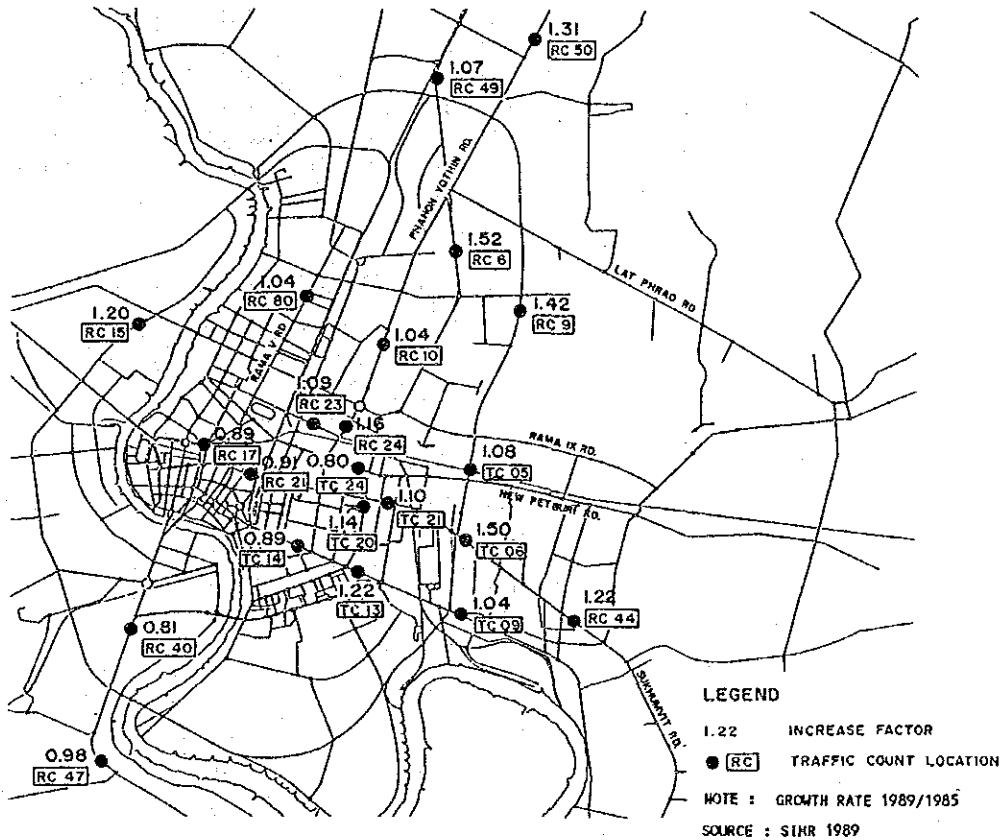 1.31
RC 50
1.07
RC 49
PHAHON YOTHIN RD.
1.52
RC 6
LAT PHRAO RD
1.04
RC 80
1.42
RC 9
1.20
RC 15
RAMA V RD
1.04
RC 10
1.09
RC 23
1.16
RC 24
RAMA IX RD.
0.89
RC 17
0.91
RC 21
0.80
TC 24
1.08
TC 05
NEW PETBURI RD.
1.10
TC 21
1.14
TC 20
0.89
TC 14
1.50
TC 06
1.22
TC 13
1.04
TC 09
1.22
RC 44
0.81
RC 40
SUKHUMVIT RD.
0.98
RC 47
LEGEND
1.22 INCREASE FACTOR
RC TRAFFIC COUNT LOCATION
NOTE : GROWTH RATE 1989/1985
SOURCE : SIHR 1989